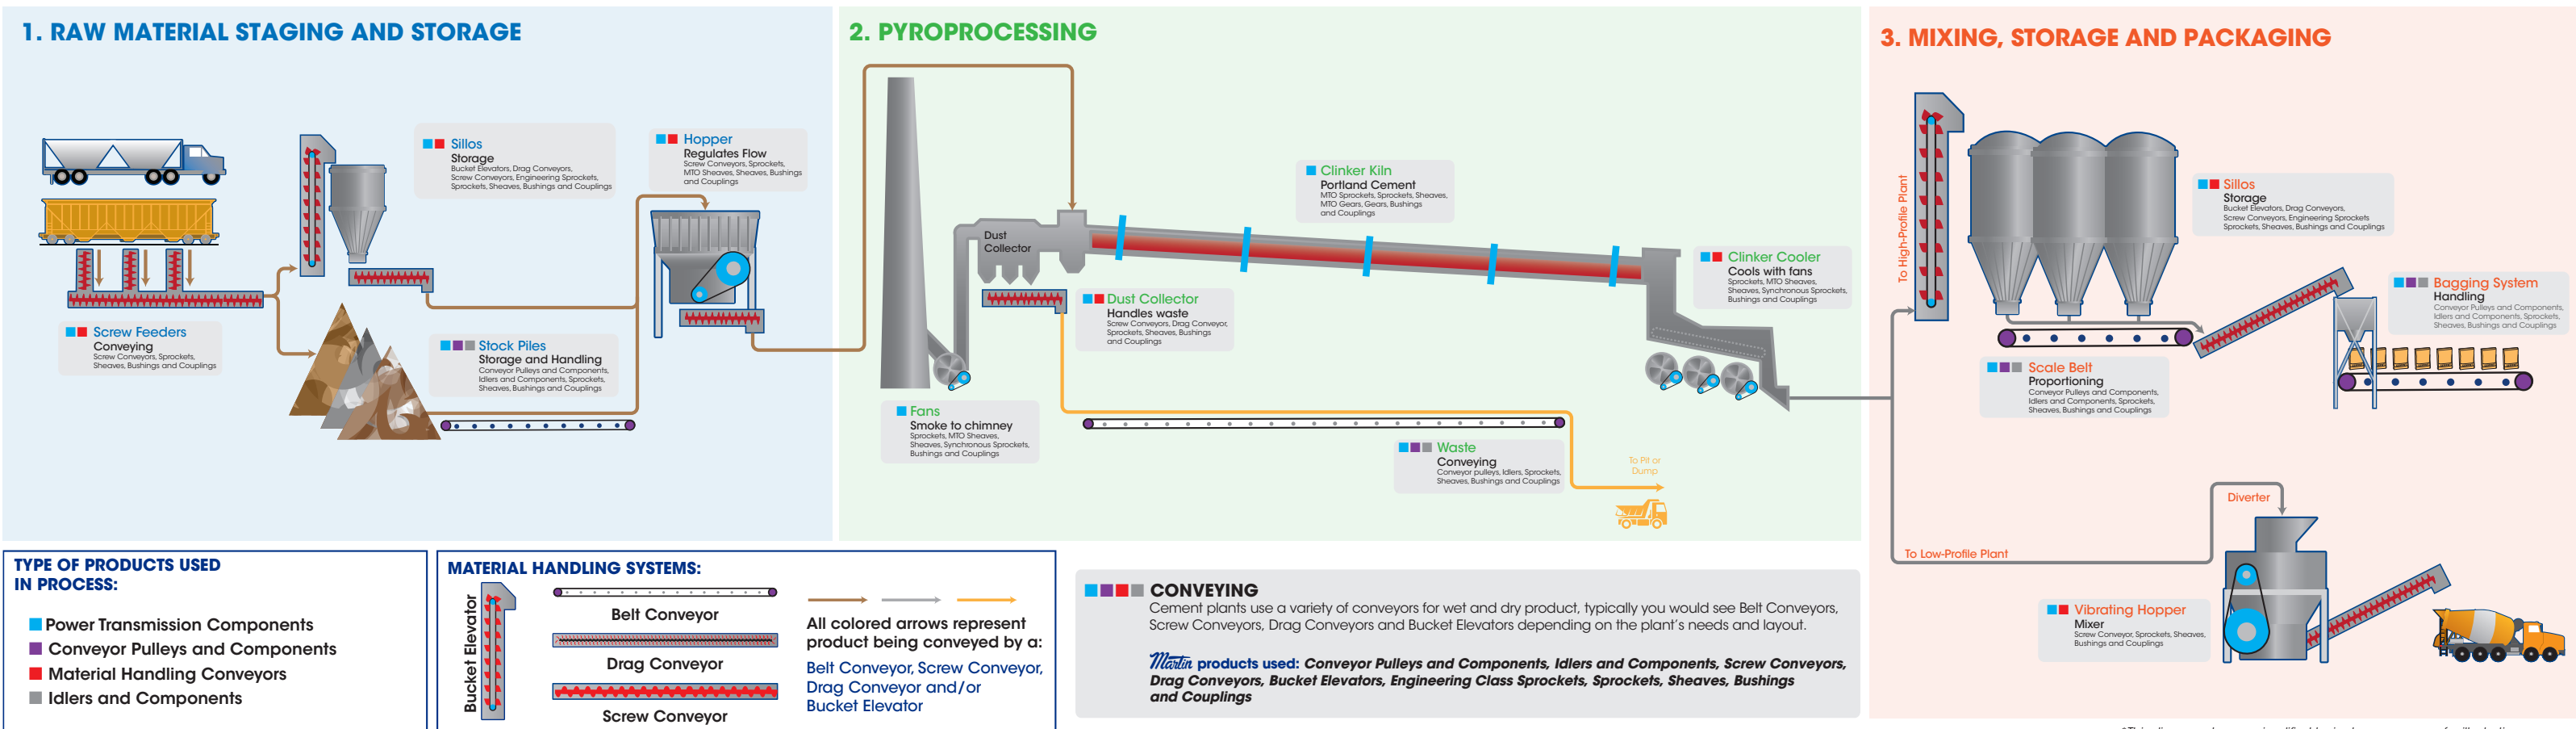 1. RAW MATERIAL STAGING AND STORAGE
Sillos
Storage
Bucket Elevators, Drag Conveyors,
Screw Conveyors, Engineering Sprockets,
Sprockets, Sheaves, Bushings and Couplings
Hopper
Regulates Flow
Screw Conveyors, Sprockets,
MTO Sheaves, Sheaves, Bushings
and Couplings
Screw Feeders
Conveying
Screw Conveyors, Sprockets,
Sheaves, Bushings and Couplings
Stock Piles
Storage and Handling
Conveyor Pulleys and Components,
Idlers and Components, Sprockets,
Sheaves, Bushings and Couplings
2. PYROPROCESSING
Dust
Collector
Clinker Kiln
Portland Cement
MTO Sprockets, Sprockets, Sheaves,
MTO Gears, Gears, Bushings
and Couplings
Clinker Cooler
Cools with fans
Sprockets, MTO Sheaves,
Sheaves, Synchronous Sprockets,
Bushings and Couplings
Dust Collector
Handles waste
Screw Conveyors, Drag Conveyor,
Sprockets, Sheaves, Bushings
and Couplings
Fans
Smoke to chimney
Sprockets, MTO Sheaves,
Sheaves, Synchronous Sprockets,
Bushings and Couplings
Waste
Conveying
Conveyor pulleys, Idlers, Sprockets,
Sheaves, Bushings and Couplings
To Pit or
Dump
3. MIXING, STORAGE AND PACKAGING
To High-Profile Plant
Sillos
Storage
Bucket Elevators, Drag Conveyors,
Screw Conveyors, Engineering Sprockets
Sprockets, Sheaves, Bushings and Couplings
Bagging System
Handling
Conveyor Pulleys and Components,
Idlers and Components, Sprockets,
Sheaves, Bushings and Couplings
Scale Belt
Proportioning
Conveyor Pulleys and Components,
Idlers and Components, Sprockets,
Sheaves, Bushings and Couplings
Diverter
To Low-Profile Plant
Vibrating Hopper
Mixer
Screw Conveyor, Sprockets, Sheaves,
Bushings and Couplings
TYPE OF PRODUCTS USED
IN PROCESS:
Power Transmission Components
Conveyor Pulleys and Components
Material Handling Conveyors
Idlers and Components
MATERIAL HANDLING SYSTEMS:
Bucket Elevator
Belt Conveyor
Drag Conveyor
Screw Conveyor
All colored arrows represent
product being conveyed by a:
Belt Conveyor, Screw Conveyor,
Drag Conveyor and/or
Bucket Elevator
CONVEYING
Cement plants use a variety of conveyors for wet and dry product, typically you would see Belt Conveyors,
Screw Conveyors, Drag Conveyors and Bucket Elevators depending on the plant's needs and layout.
Martin products used: Conveyor Pulleys and Components, Idlers and Components, Screw Conveyors,
Drag Conveyors, Bucket Elevators, Engineering Class Sprockets, Sprockets, Sheaves, Bushings
and Couplings